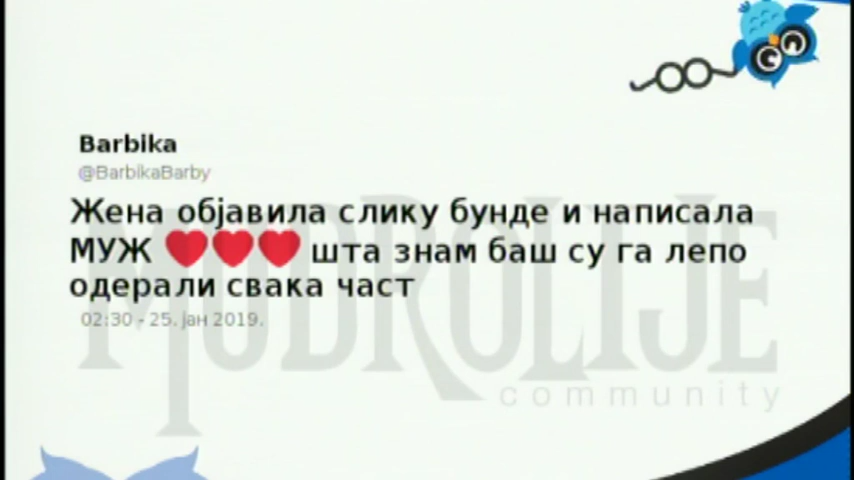 Barbika
@BarbikaBarby
Жена објавила слику бунде и написала
МУЖ ❤❤❤ шта знам баш су га лепо
одерали свака част
02:30 - 25. јан 2019.
MUDROLIJE
community